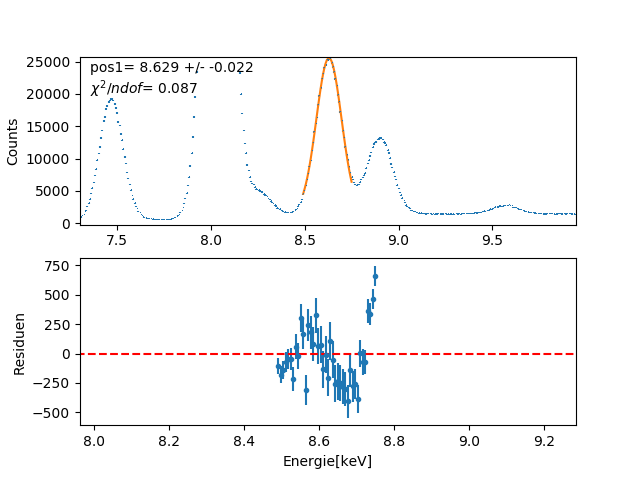 pos1= 8.629 +/- -0.022
χ²/ndof= 0.087
25000
20000
15000
10000
5000
0
Counts
7.5 8.0 8.5 9.0 9.5
750
500
250
0
−250
−500
Residuen
8.0 8.2 8.4 8.6 8.8 9.0 9.2
Energie[keV]